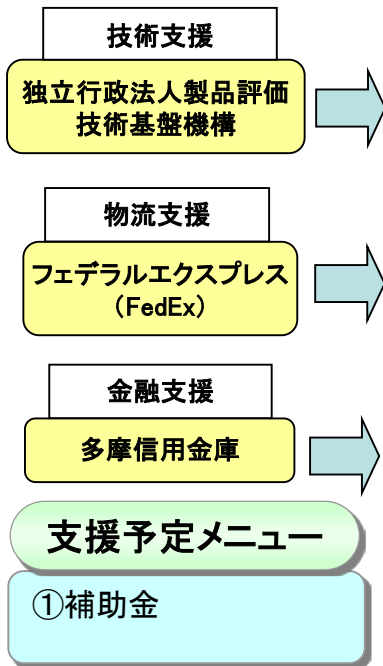 技術支援
独立行政法人製品評価
技術基盤機構
物流支援
フェデラルエクスプレス
（FedEx）
金融支援
多摩信用金庫
支援予定メニュー
①補助金